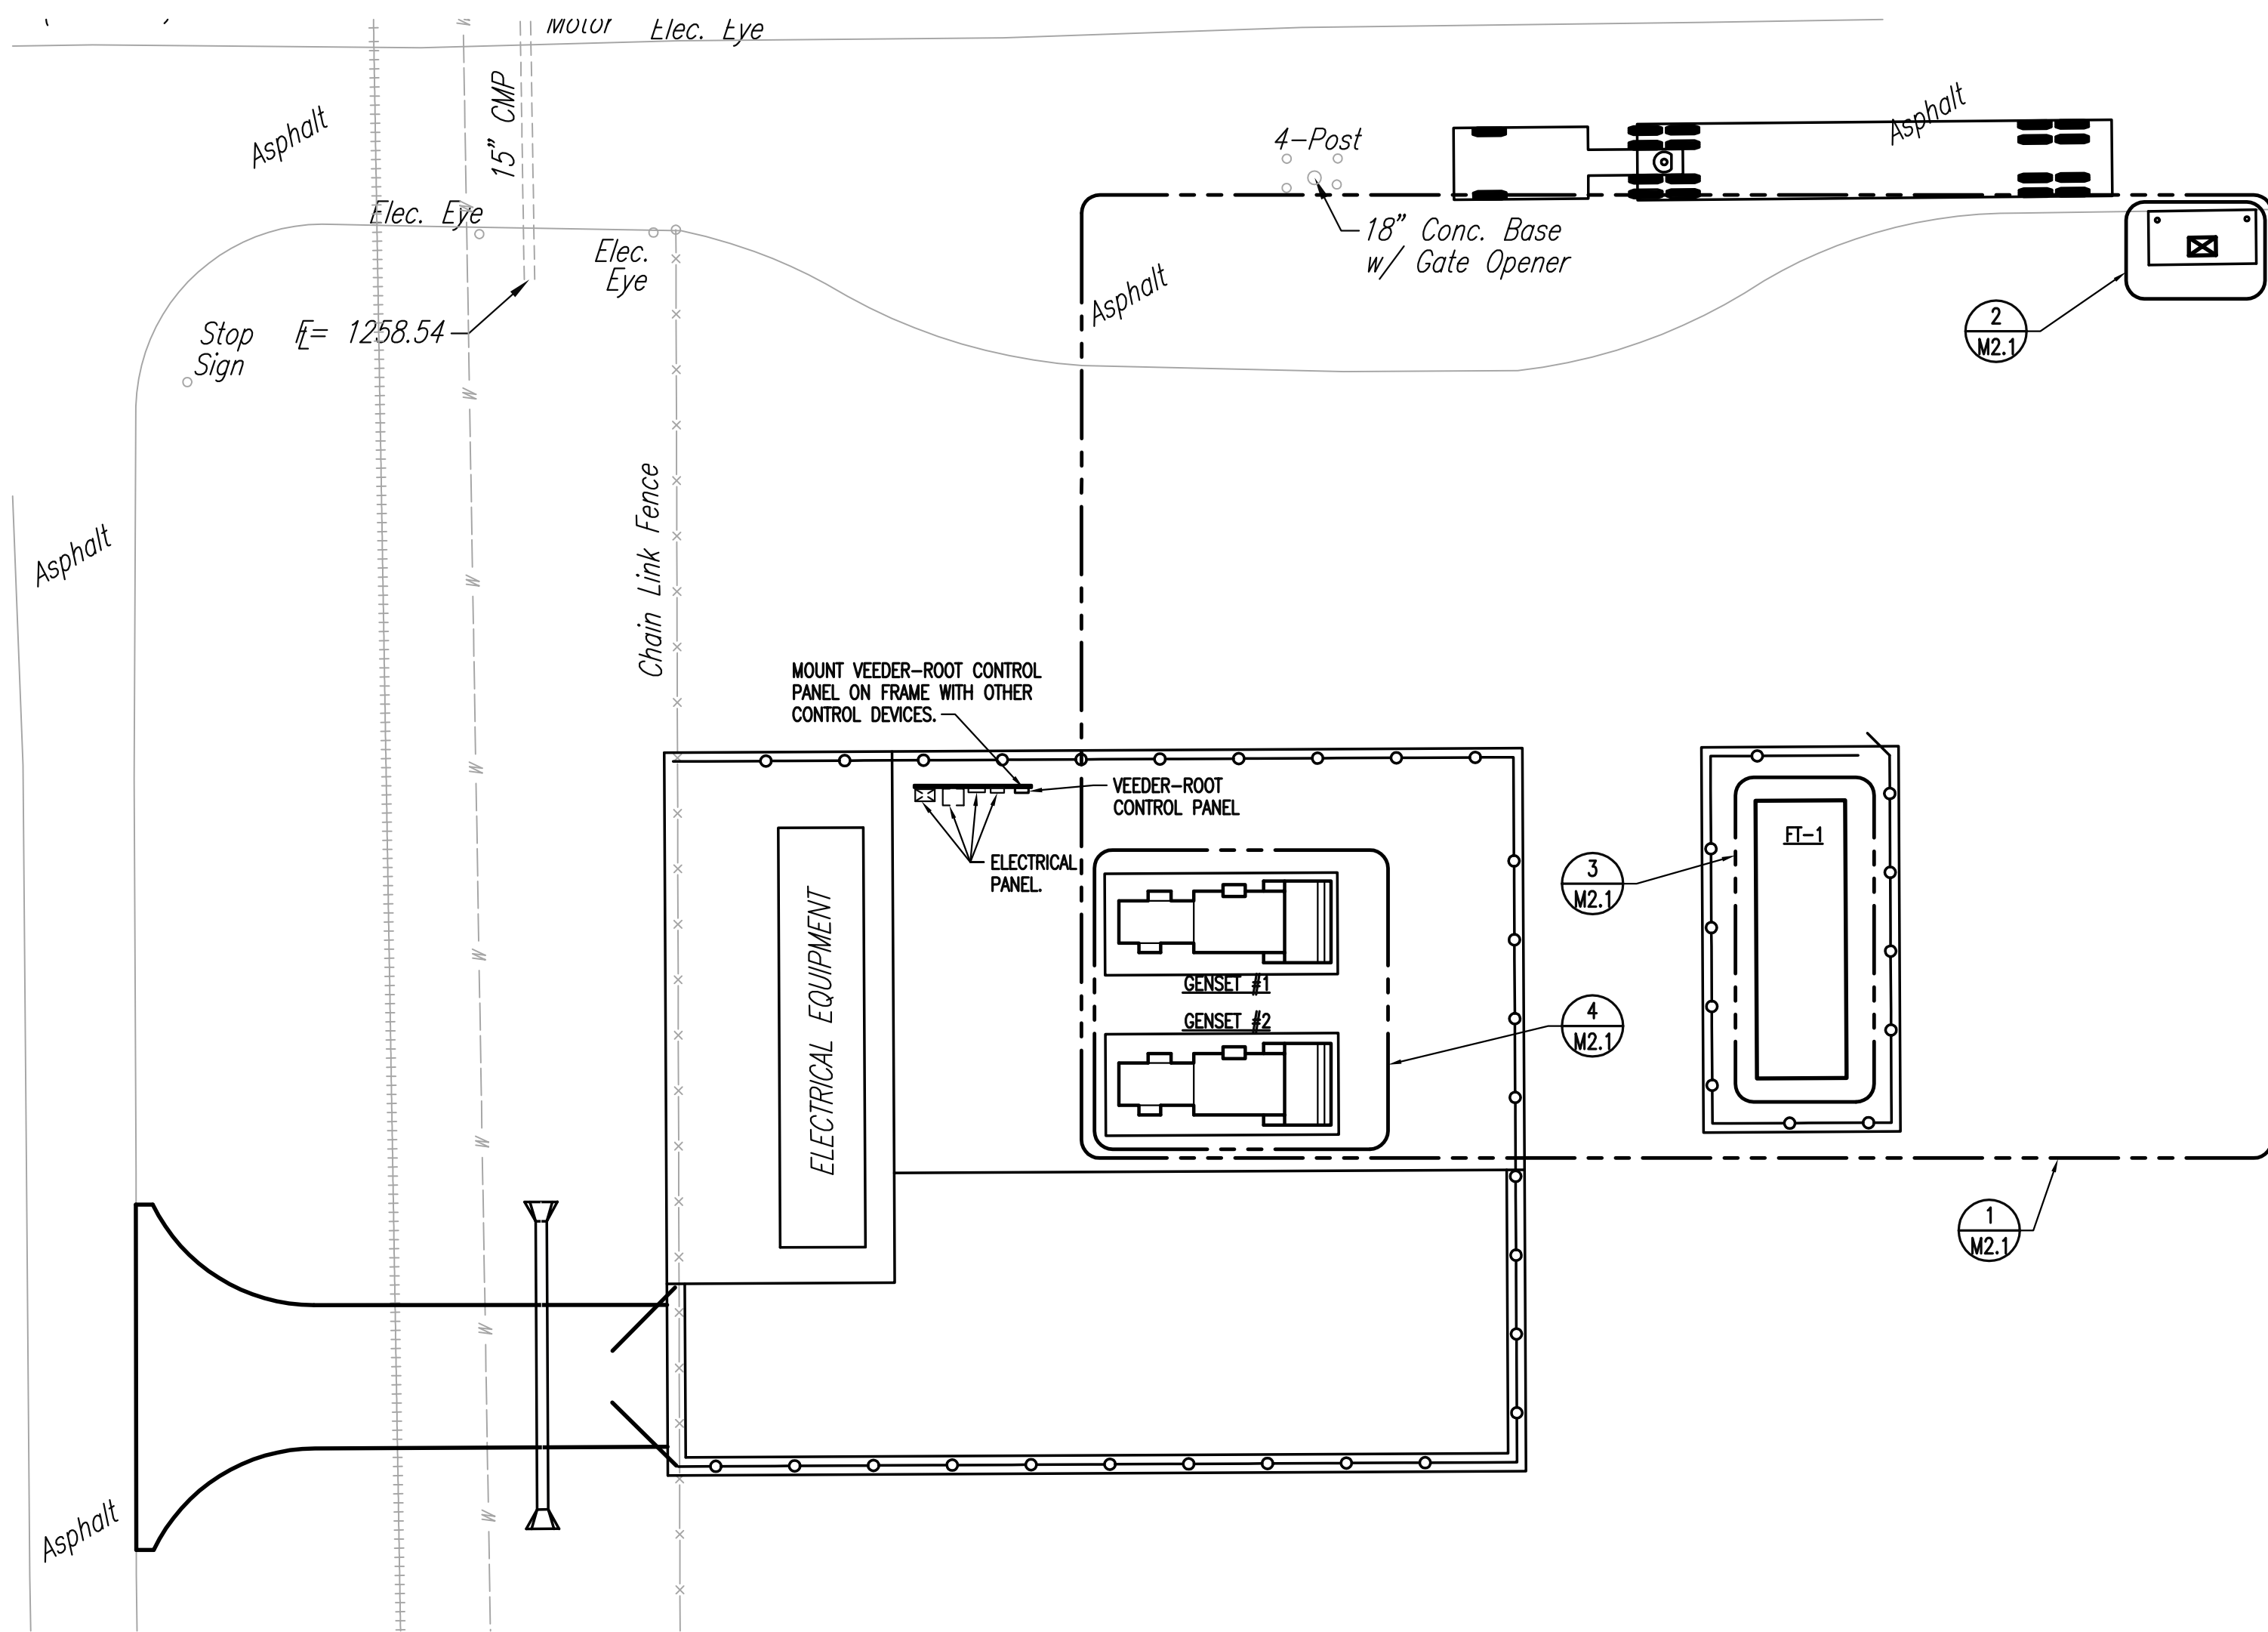 Motor
Elec. Eye
Asphalt
15" CMP
4-Post
Asphalt
Elec. Eye
Elec.
Eye
18" Conc. Base
w/ Gate Opener
Asphalt
Stop
Sign
= 1258.54
2
M2.1
Asphalt
Chain Link Fence
W
W
W
W
W
W
W
W
MOUNT VEEDER-ROOT CONTROL
PANEL ON FRAME WITH OTHER
CONTROL DEVICES.
VEEDER-ROOT
CONTROL PANEL
ELECTRICAL
PANEL.
ELECTRICAL EQUIPMENT
GENSET #1
GENSET #2
FT-1
3
M2.1
4
M2.1
1
M2.1
Asphalt